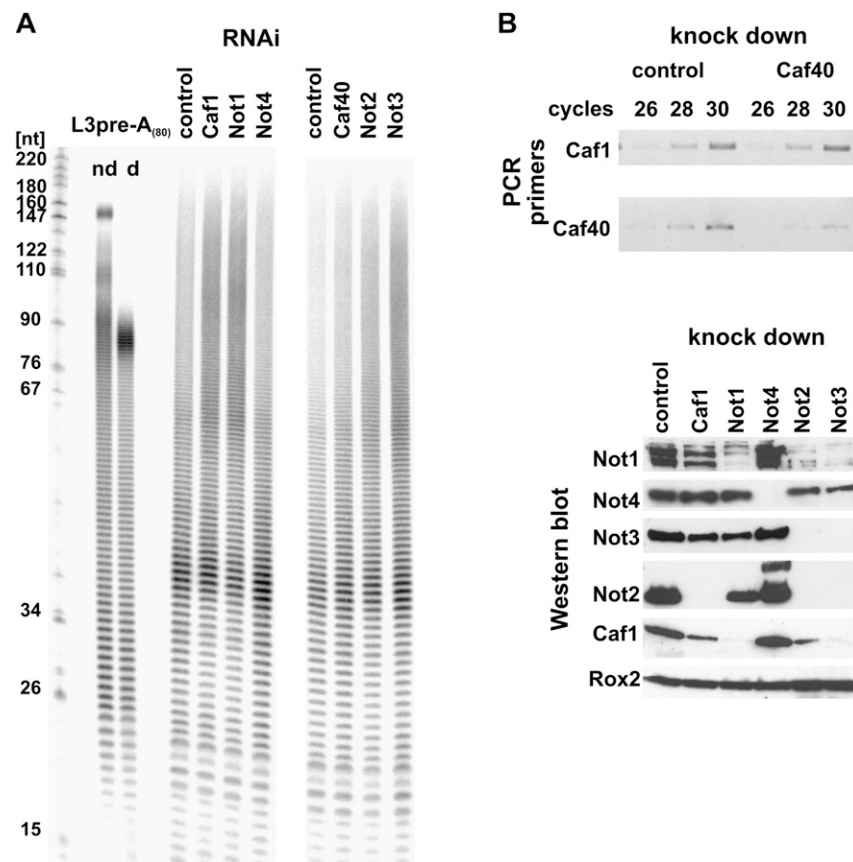 A
RNAi
control
Caf1
Not1
Not4
control
Caf40
Not2
Not3
L3pre-A(80)
[nt]
nd d
220
180
160
147
122
110
90
76
67
34
26
15
B
knock down
control Caf40
cycles 26 28 30 26 28 30
PCR primers
Caf1
Caf40
knock down
control
Caf1
Not1
Not4
Not2
Not3
Western blot
Not1
Not4
Not3
Not2
Caf1
Rox2